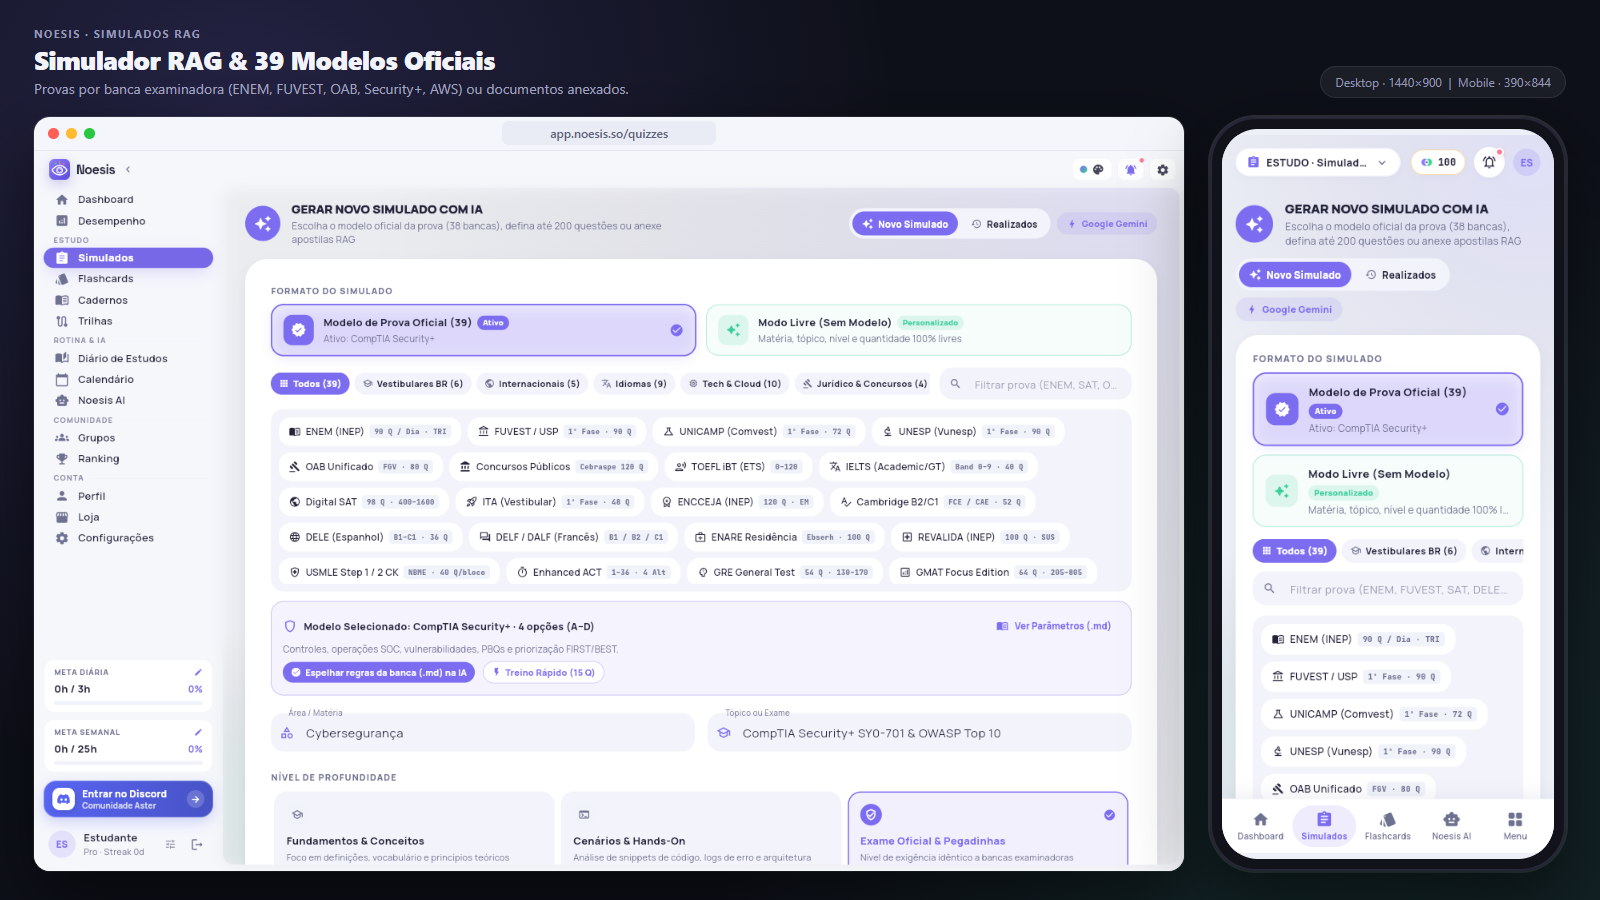 NOESIS · SIMULADOS RAG
Simulador RAG & 39 Modelos Oficiais
Provas por banca examinadora (ENEM, FUVEST, OAB, Security+, AWS) ou documentos anexados.
Desktop · 1440×900 | Mobile · 390×844
app.noesis.so/quizzes
Noesis
Dashboard
Desempenho
ESTUDO
Simulados
Flashcards
Cadernos
Trilhas
ROTINA & IA
Diário de Estudos
Calendário
Noesis AI
COMUNIDADE
Grupos
Ranking
CONTA
Perfil
Loja
Configurações
META DIÁRIA
0h / 3h 0%
META SEMANAL
0h / 25h 0%
Entrar no Discord
Comunidade Aster
ES
Estudante
Pro · Streak 0d
GERAR NOVO SIMULADO COM IA
Escolha o modelo oficial da prova (38 bancas), defina até 200 questões ou anexe
apostilas RAG
Novo Simulado
Realizados
Google Gemini
FORMATO DO SIMULADO
Modelo de Prova Oficial (39) Ativo
Ativo: CompTIA Security+
Modo Livre (Sem Modelo) Personalizado
Matéria, tópico, nível e quantidade 100% livres
Todos (39)
Vestibulares BR (6)
Internacionais (5)
Idiomas (9)
Tech & Cloud (10)
Jurídico & Concursos (4)
Filtrar prova (ENEM, SAT, O...
ENEM (INEP) 90 Q / Dia · TRI
FUVEST / USP 1ª Fase · 90 Q
UNICAMP (Comvest) 1ª Fase · 72 Q
UNESP (Vunesp) 1ª Fase · 90 Q
OAB Unificado FGV · 80 Q
Concursos Públicos Cebraspe 120 Q
TOEFL iBT (ETS) 0-120
IELTS (Academic/GT) Band 0-9 · 40 Q
Digital SAT 98 Q · 400-1600
ITA (Vestibular) 1ª Fase · 48 Q
ENCCEJA (INEP) 120 Q · EM
Cambridge B2/C1 FCE / CAE · 52 Q
DELE (Espanhol) B1-C1 · 36 Q
DELF / DALF (Francês) B1 / B2 / C1
ENARE Residência Ebserh · 100 Q
REVALIDA (INEP) 100 Q · SUS
USMLE Step 1 / 2 CK NBME · 40 Q/bloco
Enhanced ACT 1-36 · 4 Alt
GRE General Test 54 Q · 130-170
GMAT Focus Edition 64 Q · 205-805
Modelo Selecionado: CompTIA Security+ · 4 opções (A–D)
Ver Parâmetros (.md)
Controles, operações SOC, vulnerabilidades, PBQs e priorização FIRST/BEST.
Espelhar regras da banca (.md) na IA
Treino Rápido (15 Q)
Área / Matéria
Cybersegurança
Tópico ou Exame
CompTIA Security+ SY0-701 & OWASP Top 10
NÍVEL DE PROFUNDIDADE
Fundamentos & Conceitos
Foco em definições, vocabulário e princípios teóricos
Cenários & Hands-On
Análise de snippets de código, logs de erro e arquitetura
Exame Oficial & Pegadinhas
Nível de exigência idêntico a bancas examinadoras
ESTUDO · Simulad...
100
ES
GERAR NOVO SIMULADO COM IA
Escolha o modelo oficial da prova (38 bancas),
defina até 200 questões ou anexe apostilas RAG
Novo Simulado
Realizados
Google Gemini
FORMATO DO SIMULADO
Modelo de Prova Oficial (39)
Ativo
Ativo: CompTIA Security+
Modo Livre (Sem Modelo)
Personalizado
Matéria, tópico, nível e quantidade 100% l...
Todos (39)
Vestibulares BR (6)
Intern
Filtrar prova (ENEM, FUVEST, SAT, DELE...
ENEM (INEP) 90 Q / Dia · TRI
FUVEST / USP 1ª Fase · 90 Q
UNICAMP (Comvest) 1ª Fase · 72 Q
UNESP (Vunesp) 1ª Fase · 90 Q
OAB Unificado FGV · 80 Q
Dashboard
Simulados
Flashcards
Noesis AI
Menu